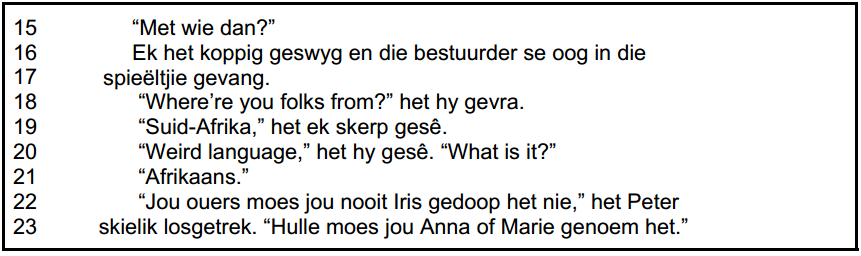 15 “Met wie dan?”
16 Ek het koppig geswyg en die bestuurder se oog in die
17 spieëltjie gevang.
18 “Where’re you folks from?” het hy gevra.
19 “Suid-Afrika,” het ek skerp gesê.
20 “Weird language,” het hy gesê. “What is it?”
21 “Afrikaans.”
22 “Jou ouers moes jou nooit Iris gedoop het nie,” het Peter
23 skielik losgetrek. “Hulle moes jou Anna of Marie genoem het.”